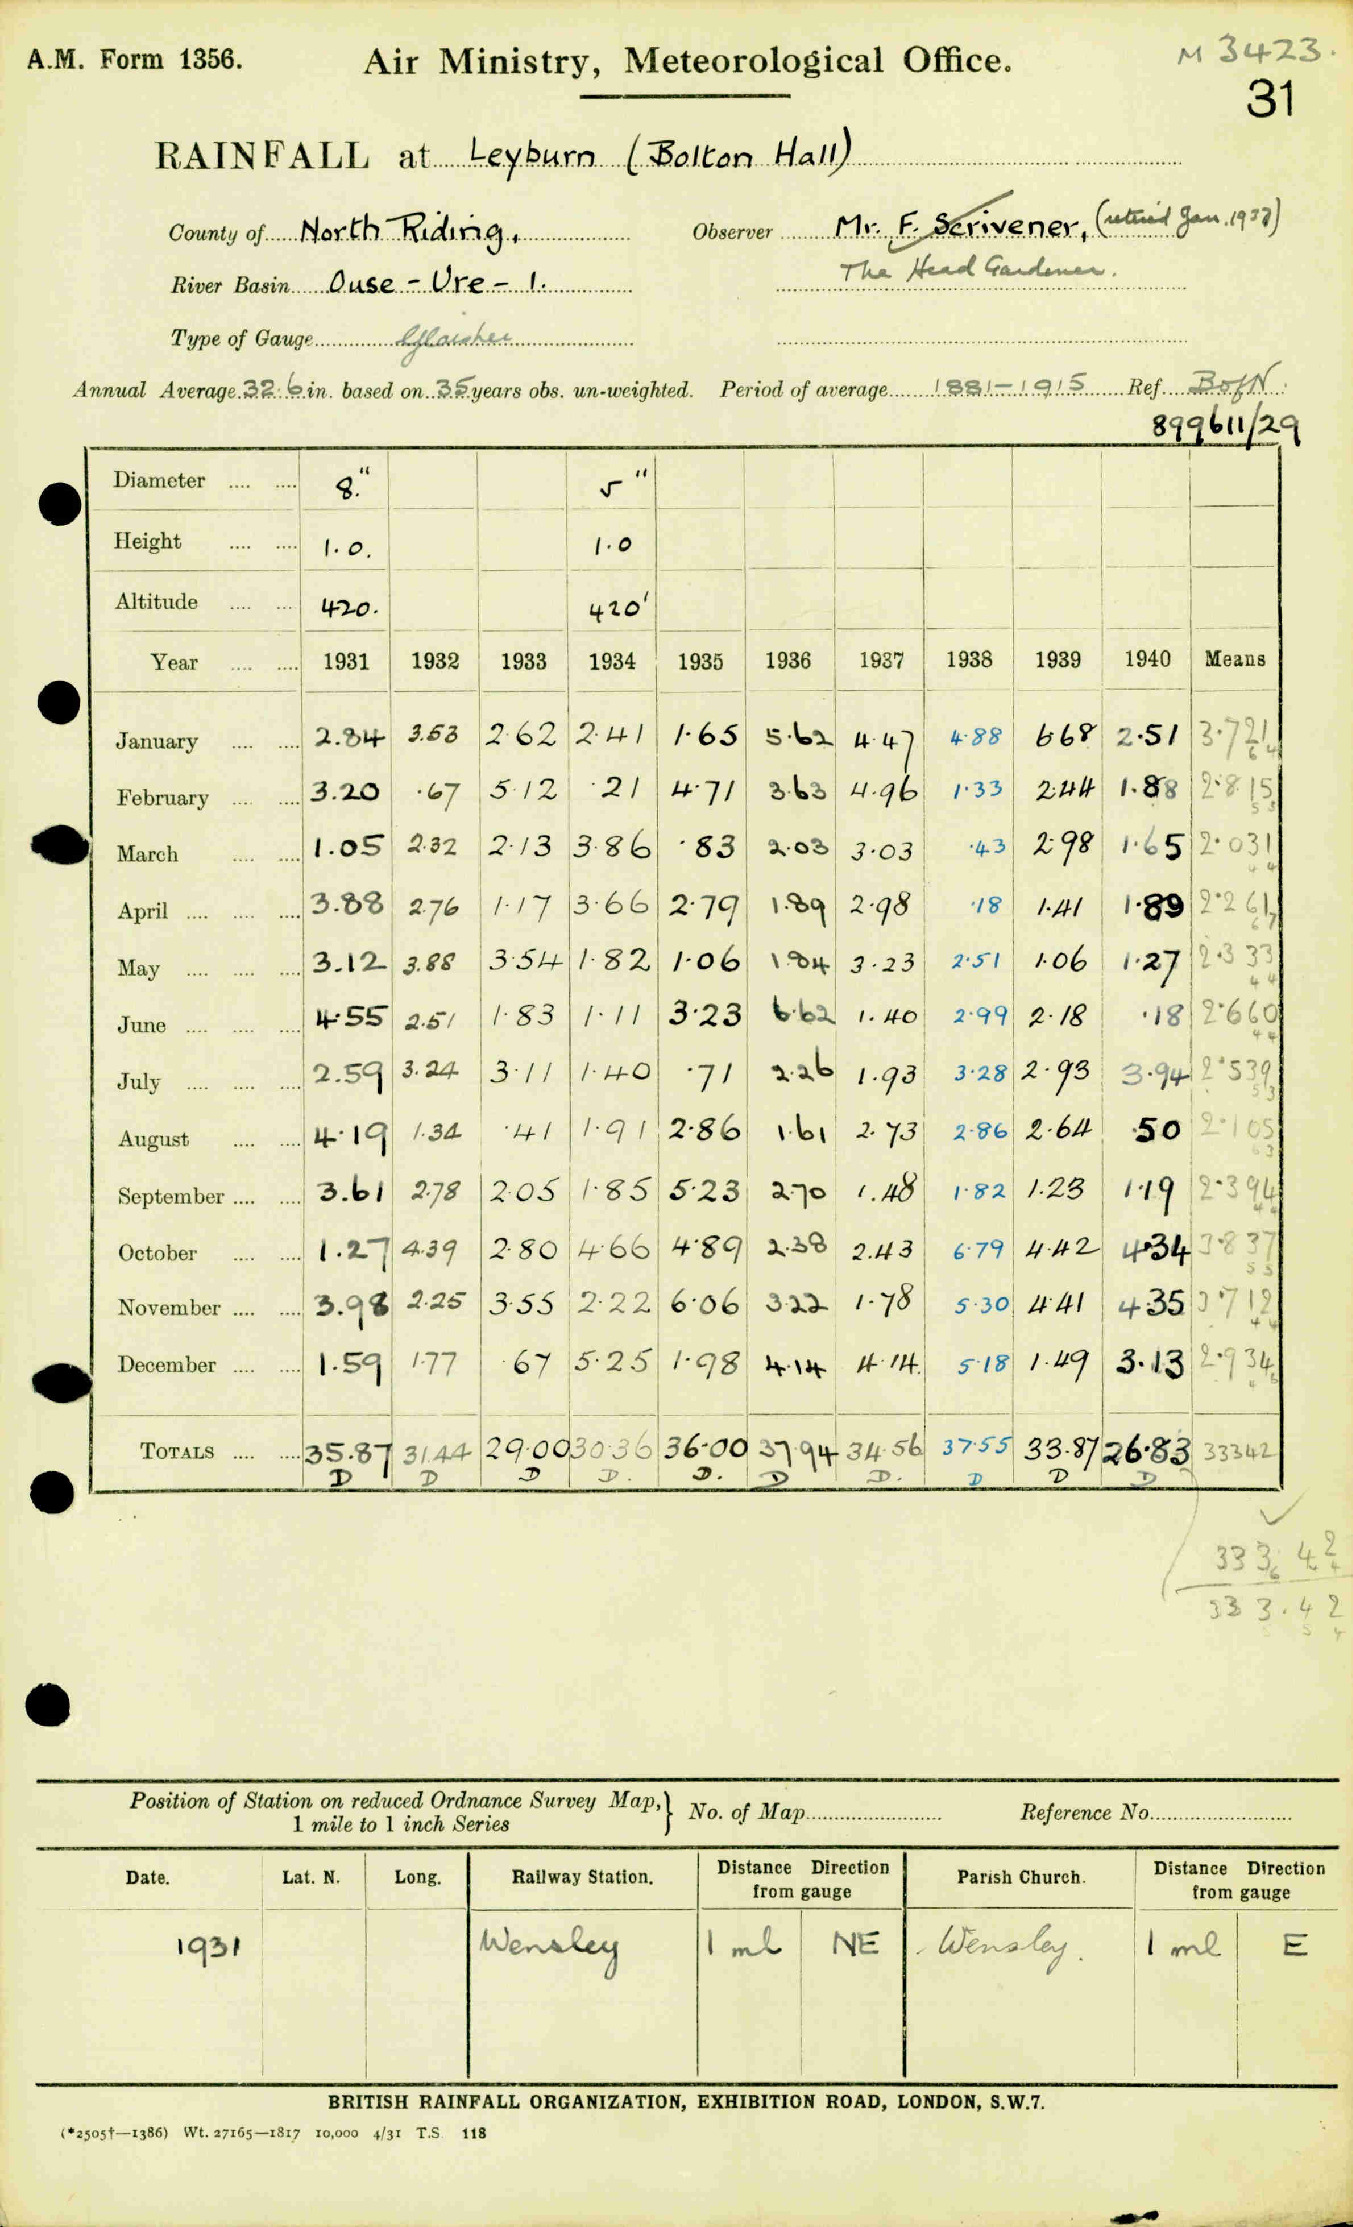 A.M. Form 1356. Air Ministry, Meteorological Office. M 3423.
31
RAINFALL at Leyburn (Bolton Hall)
County of North Riding, Observer Mr. F. Scrivener, (retired Jan. 1937)
River Basin Ouse - Ure - 1. The Head Gardener.
Type of Gauge Glaisher
Annual Average 32.6 in. based on 35 years obs. un-weighted. Period of average 1881-1915 Ref. B of N.
899611/29
Diameter 8." 5"
Height 1.0. 1.0
Altitude 420. 420'
Year 1931 1932 1933 1934 1935 1936 1937 1938 1939 1940 Means
January 2.84 3.53 2.62 2.41 1.65 5.62 4.47 4.88 6.68 2.51 3.721
February 3.20 .67 5.12 .21 4.71 3.63 4.96 1.33 2.44 1.88 2.815
March 1.05 2.32 2.13 3.86 .83 2.03 3.03 .43 2.98 1.65 2.031
April 3.88 2.76 1.17 3.66 2.79 1.89 2.98 .18 1.41 1.89 2.261
May 3.12 3.88 3.54 1.82 1.06 1.84 3.23 2.51 1.06 1.27 2.333
June 4.55 2.51 1.83 1.11 3.23 6.62 1.40 2.99 2.18 .18 2.660
July 2.59 3.24 3.11 1.40 .71 2.26 1.93 3.28 2.93 3.94 2.539
August 4.19 1.34 .41 1.91 2.86 1.61 2.73 2.86 2.64 .50 2.105
September 3.61 2.78 2.05 1.85 5.23 2.70 1.48 1.82 1.23 1.19 2.394
October 1.27 4.39 2.80 4.66 4.89 2.38 2.43 6.79 4.42 4.34 3.837
November 3.98 2.25 3.55 2.22 6.06 3.22 1.78 5.30 4.41 4.35 3.712
December 1.59 1.77 .67 5.25 1.98 4.14 4.14 5.18 1.49 3.13 2.934
TOTALS 35.87 31.44 29.00 30.36 36.00 37.94 34.56 37.55 33.87 26.83 33342
D D D D. D. D D. D D D
333.42
333.42
Position of Station on reduced Ordnance Survey Map, } No. of Map Reference No.
1 mile to 1 inch Series
Date. Lat. N. Long. Railway Station. Distance Direction from gauge Parish Church. Distance Direction from gauge
1931 Wensley 1 ml NE Wensley. 1 ml E
BRITISH RAINFALL ORGANIZATION, EXHIBITION ROAD, LONDON, S.W.7.
(*2505†—1386) Wt. 27165—1817 10,000 4/31 T.S. 118